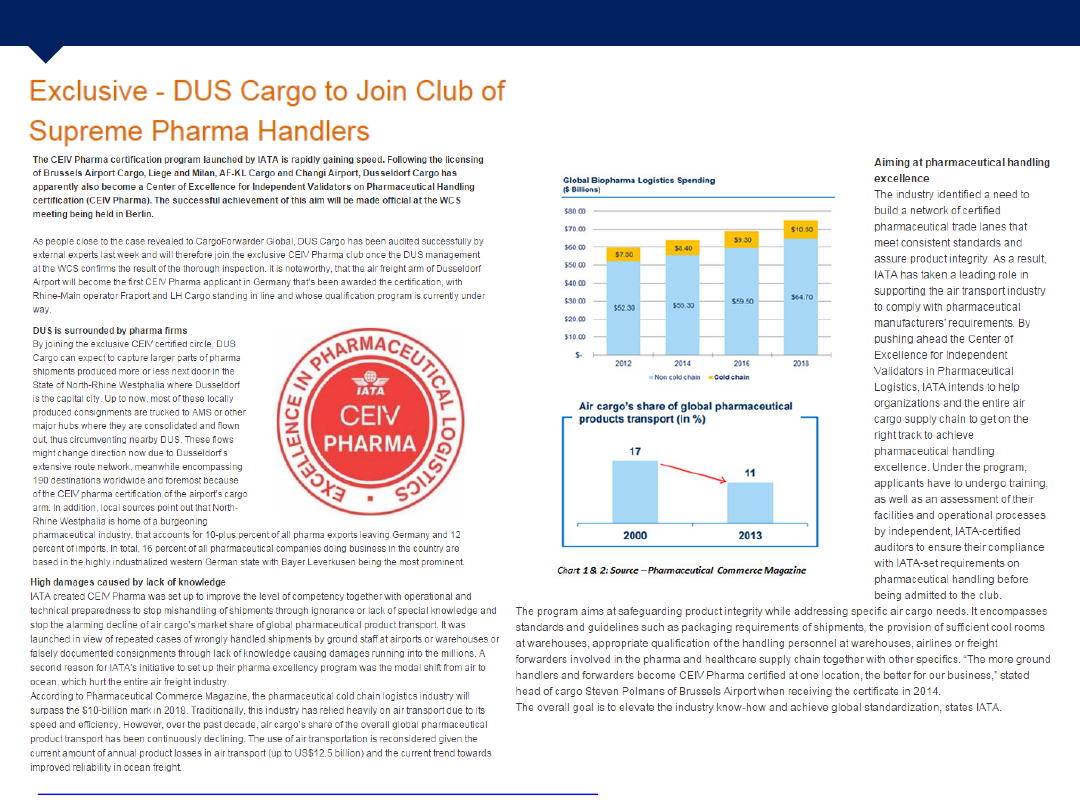 Exclusive - DUS Cargo to Join Club of
Supreme Pharma Handlers
The CEIV Pharma certification program launched by IATA is rapidly gaining speed. Following the licensing
of Brussels Airport Cargo, Liege and Milan, AF-KL Cargo and Changi Airport, Dusseldorf Cargo has
apparently also become a Center of Excellence for Independent Validators on Pharmaceutical Handling
certification (CEIV Pharma). The successful achievement of this aim will be made official at the WCS
meeting being held in Berlin.
As people close to the case revealed to CargoForwarder Global, DUS Cargo has been audited successfully by
external experts last week and will therefore join the exclusive CEIV Pharma club once the DUS management
at the WCS confirms the result of the thorough inspection. It is noteworthy, that the air freight arm of Dusseldorf
Airport will become the first CEIV Pharma applicant in Germany that's been awarded the certification, with
Rhine-Main operator Fraport and LH Cargo standing in line and whose qualification program is currently under
way.
DUS is surrounded by pharma firms
By joining the exclusive CEIV certified circle, DUS
Cargo can expect to capture larger parts of pharma
shipments produced more or less next door in the
State of North-Rhine Westphalia where Dusseldorf
is the capital city. Up to now, most of these locally
produced consignments are trucked to AMS or other
major hubs where they are consolidated and flown
out, thus circumventing nearby DUS. These flows
might change direction now due to Dusseldorf's
extensive route network, meanwhile encompassing
190 destinations worldwide and foremost because
of the CEIV pharma certification of the airport's cargo
arm. In addition, local sources point out that North-
Rhine Westphalia is home of a burgeoning
pharmaceutical industry, that accounts for 10-plus percent of all pharma exports leaving Germany and 12
percent of imports. In total, 16 percent of all pharmaceutical companies doing business in the country are
based in the highly industrialized western German state with Bayer Leverkusen being the most prominent.
EXCELLENCE IN PHARMACEUTICAL LOGISTICS
IATA
CEIV
PHARMA
High damages caused by lack of knowledge
IATA created CEIV Pharma was set up to improve the level of competency together with operational and
technical preparedness to stop mishandling of shipments through ignorance or lack of special knowledge and
stop the alarming decline of air cargo's market share of global pharmaceutical product transport. It was
launched in view of repeated cases of wrongly handled shipments by ground staff at airports or warehouses or
falsely documented consignments through lack of knowledge causing damages running into the millions. A
second reason for IATA's initiative to set up their pharma excellency program was the modal shift from air to
ocean, which hurt the entire air freight industry.
According to Pharmaceutical Commerce Magazine, the pharmaceutical cold chain logistics industry will
surpass the $10-billion mark in 2018. Traditionally, this industry has relied heavily on air transport due to its
speed and efficiency. However, over the past decade, air cargo's share of the overall global pharmaceutical
product transport has been continuously declining. The use of air transportation is reconsidered given the
current amount of annual product losses in air transport (up to US$12.5 billion) and the current trend towards
improved reliability in ocean freight.
Global Biopharma Logistics Spending
($ Billions)
$80.00
$70.00
$60.00
$50.00
$40.00
$30.00
$20.00
$10.00
$-
$8.40
$9.30
$10.30
$52.30
$59.60
$64.70
2012 2014 2016 2018
Non cold chain Cold chain
Air cargo's share of global pharmaceutical
products transport (in %)
17
11
2000 2013
Chart 1 & 2: Source – Pharmaceutical Commerce Magazine
Aiming at pharmaceutical handling
excellence
The industry identified a need to
build a network of certified
pharmaceutical trade lanes that
meet consistent standards and
assure product integrity. As a result,
IATA has taken a leading role in
supporting the air transport industry
to comply with pharmaceutical
manufacturers' requirements. By
pushing ahead the Center of
Excellence for Independent
Validators in Pharmaceutical
Logistics, IATA intends to help
organizations and the entire air
cargo supply chain to get on the
right track to achieve
pharmaceutical handling
excellence. Under the program,
applicants have to undergo training,
as well as an assessment of their
facilities and operational processes
by independent, IATA-certified
auditors to ensure their compliance
with IATA-set requirements on
pharmaceutical handling before
being admitted to the club.
The program aims at safeguarding product integrity while addressing specific air cargo needs. It encompasses
standards and guidelines such as packaging requirements of shipments, the provision of sufficient cool rooms
at warehouses, appropriate qualification of the handling personnel at warehouses, airlines or freight
forwarders involved in the pharma and healthcare supply chain together with other specifics. “The more ground
handlers and forwarders become CEIV Pharma certified at one location, the better for our business,” stated
head of cargo Steven Polmans of Brussels Airport when receiving the certificate in 2014.
The overall goal is to elevate the industry know-how and achieve global standardization, states IATA.